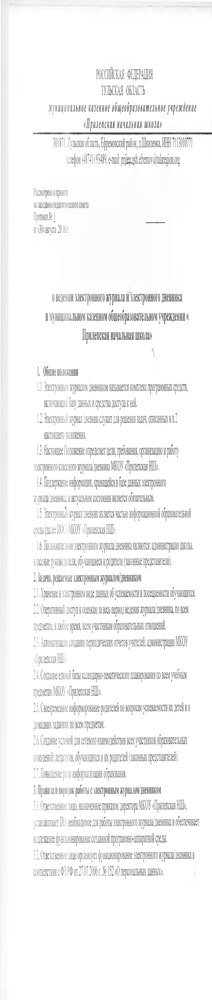 РОССИЙСКАЯ ФЕДЕРАЦИЯ
ТУЛЬСКАЯ ОБЛАСТЬ
муниципальное казенное общеобразовательное учреждение
«Прилепская начальная школа»
301871, Тульская область, Ефремовский район, д.Шкилевка, ИНН 7113010771
телефон (48741) 93489, e-mail: prilep.nsh.efremov@tularegion.org
Рассмотрено и принято
на заседании педагогического совета
Протокол № 1
от «30» августа 2016 г.
о ведении электронного журнала и электронного дневника
в муниципальном казенном общеобразовательном учреждении «
Прилепская начальная школа»
1. Общие положения
1.1. Электронным журналом/дневником называется комплекс программных средств,
включающий базу данных и средства доступа к ней.
1.2. Электронный журнал/дневник служит для решения задач, описанных в п.2
настоящего положения.
1.3. Настоящее Положение определяет цели, требования, организацию и работу
электронного классного журнала/дневника МКОУ «Прилепская НШ».
1.4. Поддержание информации, хранящейся в базе данных электронного
журнала/дневника, в актуальном состоянии является обязательным.
1.5. Электронный журнал/дневник является частью информационной образовательной
среды (далее ИОС) МКОУ «Прилепская НШ».
1.6. Пользователями электронного журнала/дневника являются: администрация школы,
классные руководители, обучающиеся и родители (законные представители).
2. Задачи, решаемые электронным журналом/дневником
2.1. Хранение в электронном виде данных об успеваемости и посещаемости обучающихся.
2.2. Оперативный доступ к оценкам за весь период ведения журнала/дневника, по всем
предметам, в любое время, всем участникам образовательных отношений.
2.3. Автоматизация создания периодических отчетов учителей, администрации МКОУ
«Прилепская НШ».
2.4. Создание единой базы календарно-тематического планирования по всем учебным
предметам МКОУ «Прилепская НШ».
2.5. Своевременное информирование родителей по вопросам успеваемости их детей и о
домашних заданиях по всем предметам.
2.6. Создание условий для сетевого взаимодействия всех участников образовательных
отношений: педагогов, обучающихся и их родителей (законных представителей).
2.7. Повышение роли информатизации образования.
3. Правила и порядок работы с электронным журналом/дневником
3.1. Ответственное лицо, назначенное приказом директора МКОУ «Прилепская НШ»,
устанавливает ПО, необходимое для работы электронного журнала/дневника и обеспечивает
надлежащее функционирование созданной программно-аппаратной среды.
3.2. Ответственное лицо организует функционирование электронного журнала/дневника в
соответствии с ФЗ РФ от 27.07.2006 г. № 152 «О персональных данных».